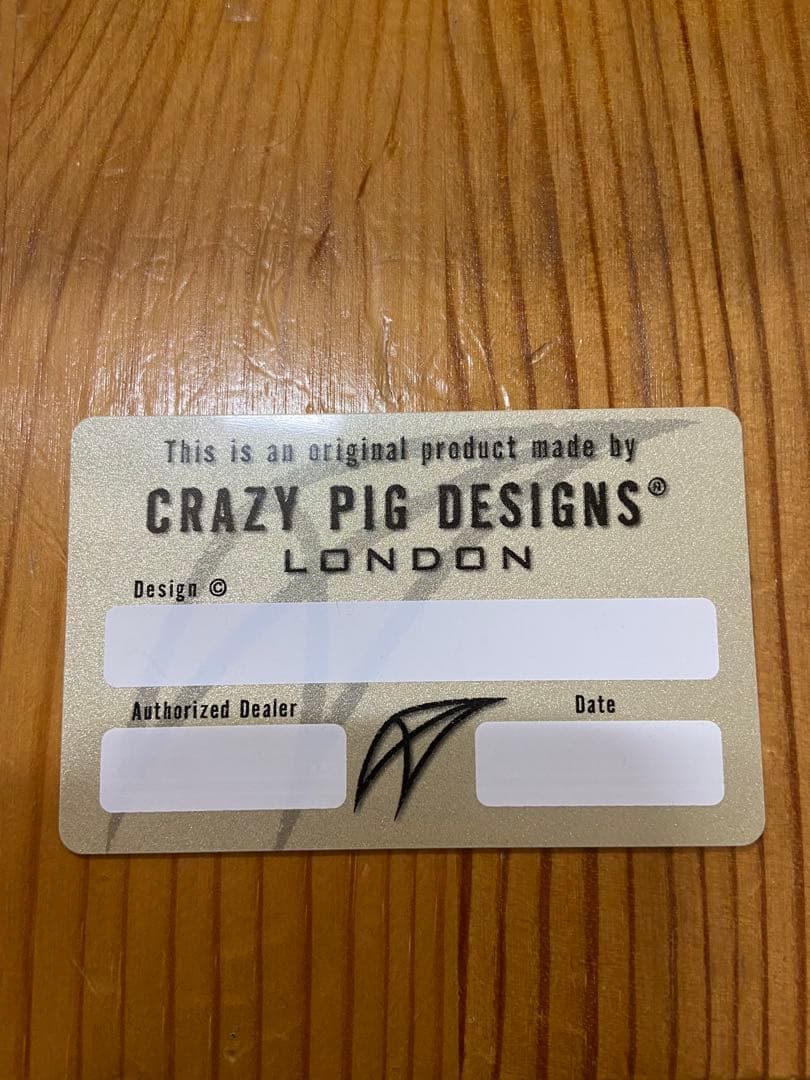 This is an original product made by
CRAZY PIG DESIGNS®
LONDON
Design ©
Authorized Dealer
Date